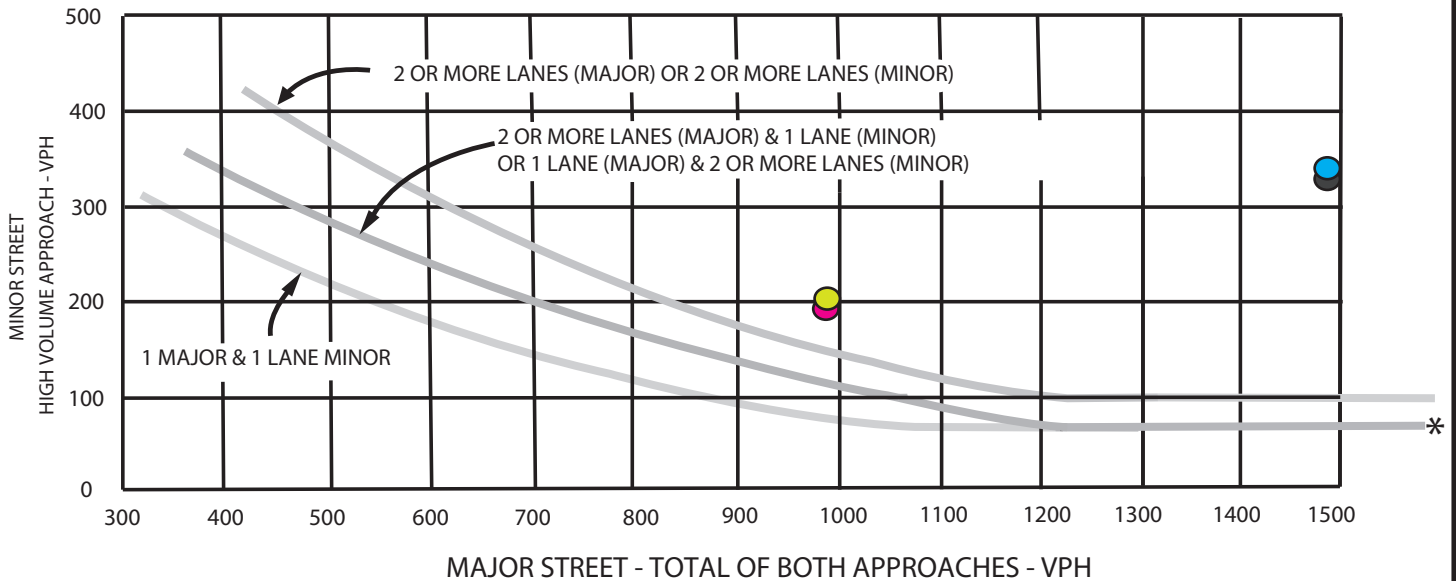 500
400
300
200
100
0
MINOR STREET
HIGH VOLUME APPROACH - VPH
2 OR MORE LANES (MAJOR) OR 2 OR MORE LANES (MINOR)
2 OR MORE LANES (MAJOR) & 1 LANE (MINOR)
OR 1 LANE (MAJOR) & 2 OR MORE LANES (MINOR)
1 MAJOR & 1 LANE MINOR
*
300 400 500 600 700 800 900 1000 1100 1200 1300 1400 1500
MAJOR STREET - TOTAL OF BOTH APPROACHES - VPH